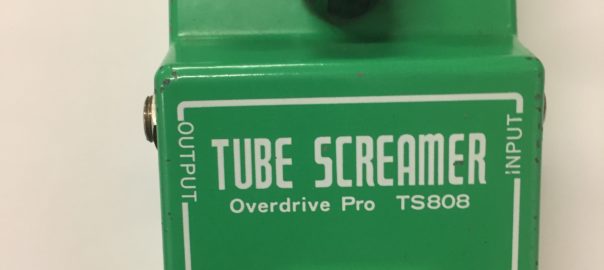 OUTPUT
TUBE SCREAMER
Overdrive Pro TS808
INPUT